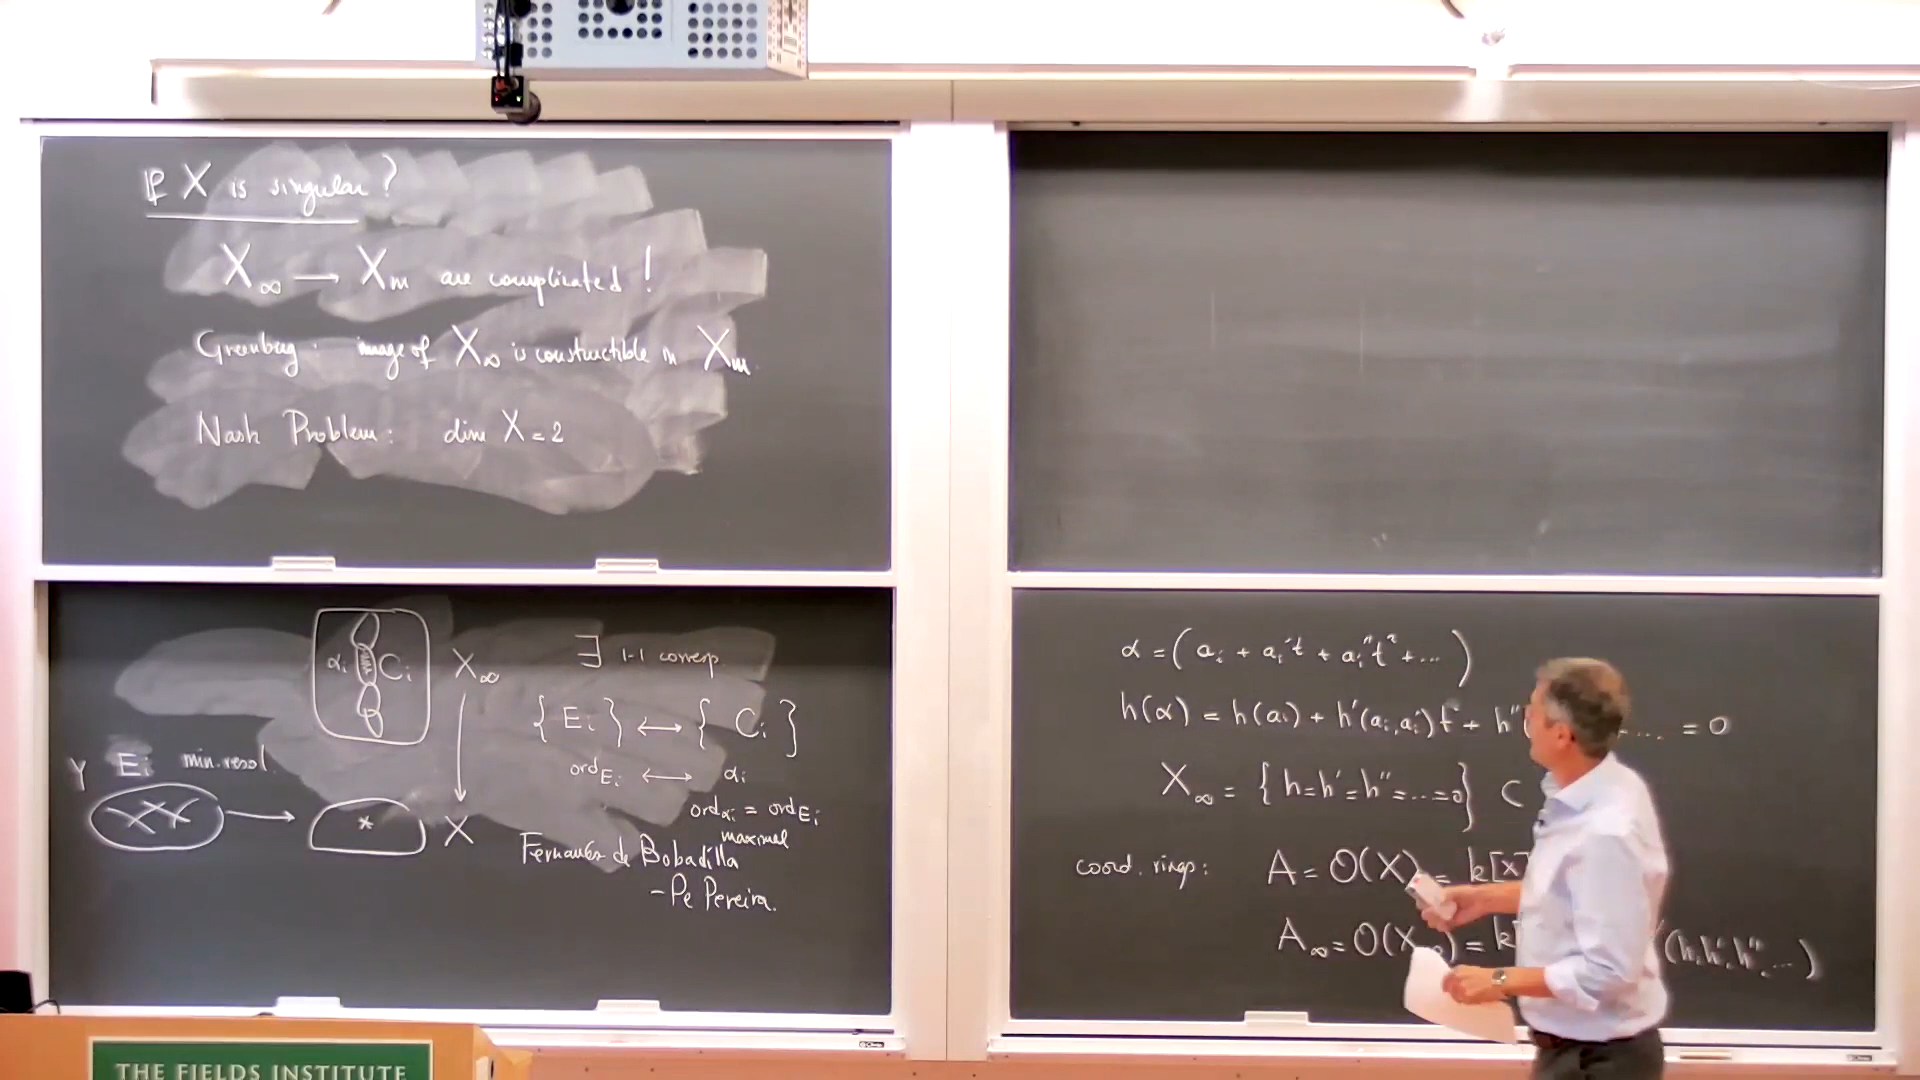 If X is singular?
X∞ → Xm are complicated!
Greenberg: image of X∞ is constructible in Xm.
Nash Problem: dim X = 2
αi Ci X∞
∃ 1-1 corresp.
{ Ei } ↔ { Ci }
ordEi ↔ αi
ordαi = ordEi
maximal
Y Ei min. resol.
X
Fernández de Bobadilla
- Pe Pereira.
α = ( ai + ai't + ai''t² + ... )
h(α) = h(ai) + h'(ai, ai')t + h'' .... = 0
X∞ = { h = h' = h'' = ... = 0 } ⊂
coord. rings: A = O(X) = k[x]
A∞ = O(X∞) = k[ (h, h', h'', ...)
THE FIELDS INSTITUTE